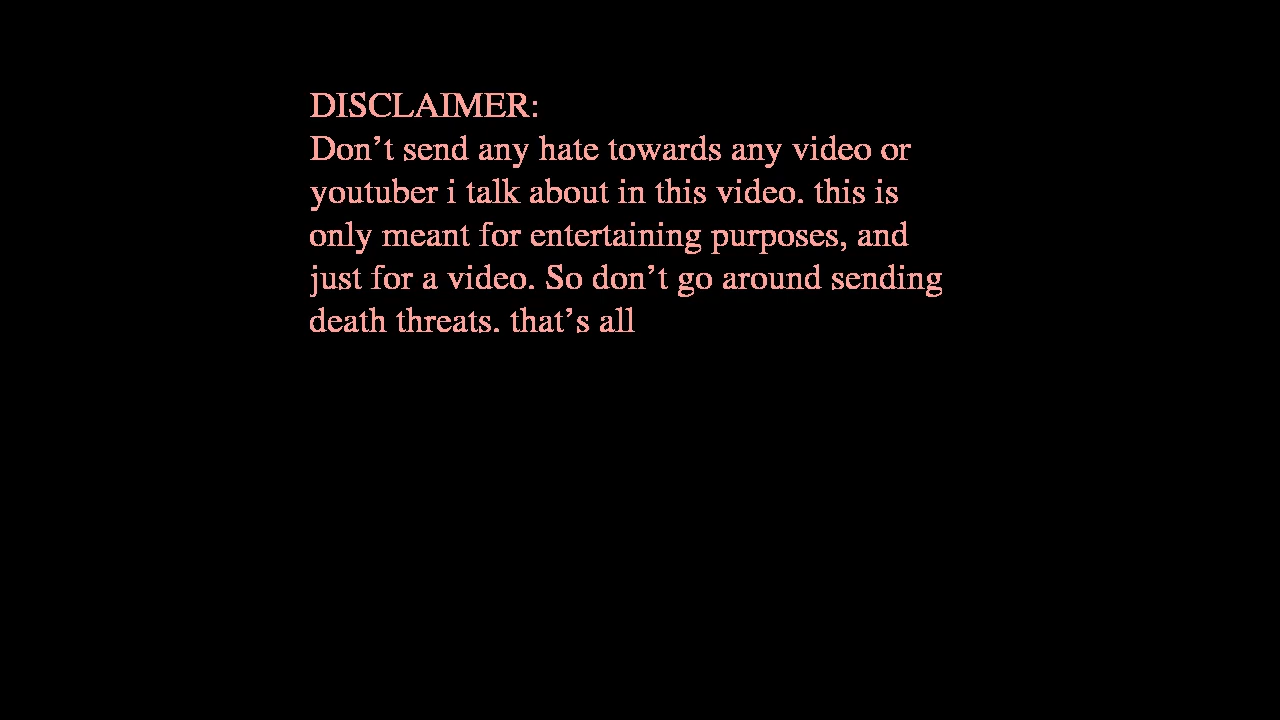 DISCLAIMER:
Don’t send any hate towards any video or
youtuber i talk about in this video. this is
only meant for entertaining purposes, and
just for a video. So don’t go around sending
death threats. that’s all